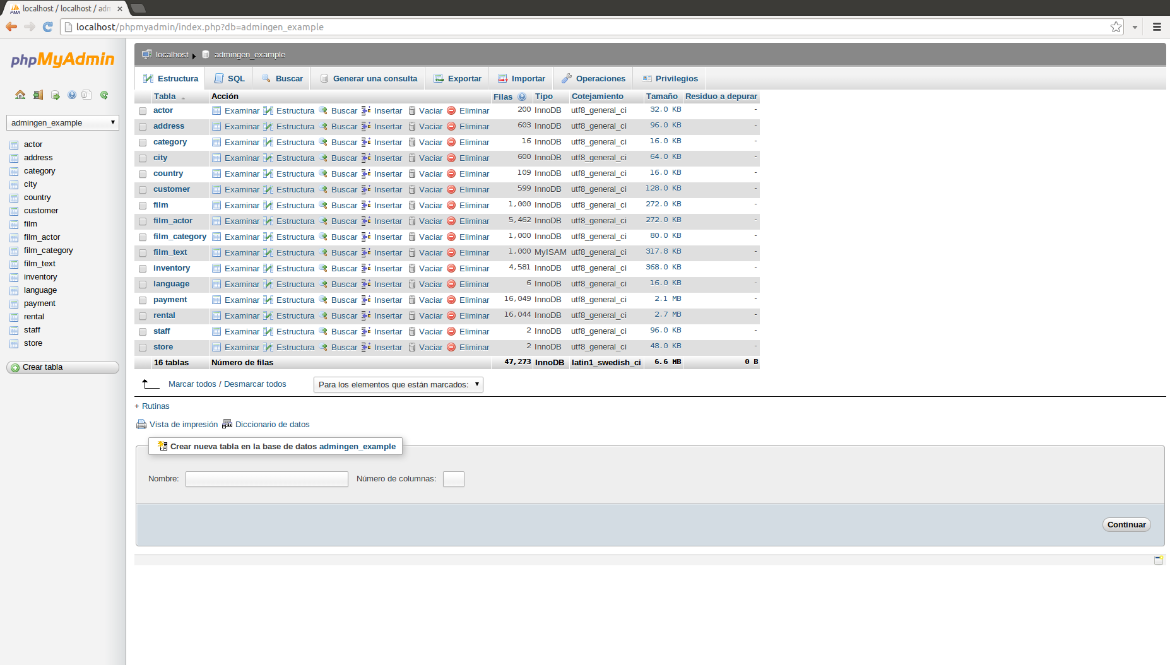 localhost / localhost / adm
localhost/phpmyadmin/index.php?db=admingen_example
phpMyAdmin
admingen_example
actor
address
category
city
country
customer
film
film_actor
film_category
film_text
inventory
language
payment
rental
staff
store
Crear tabla
localhost admingen_example
Estructura SQL Buscar Generar una consulta Exportar Importar Operaciones Privilegios
Tabla Acción Filas Tipo Cotejamiento Tamaño Residuo a depurar
actor Examinar Estructura Buscar Insertar Vaciar Eliminar 200 InnoDB utf8_general_ci 32.0 KB -
address Examinar Estructura Buscar Insertar Vaciar Eliminar 603 InnoDB utf8_general_ci 96.0 KB -
category Examinar Estructura Buscar Insertar Vaciar Eliminar 16 InnoDB utf8_general_ci 16.0 KB -
city Examinar Estructura Buscar Insertar Vaciar Eliminar 600 InnoDB utf8_general_ci 64.0 KB -
country Examinar Estructura Buscar Insertar Vaciar Eliminar 109 InnoDB utf8_general_ci 16.0 KB -
customer Examinar Estructura Buscar Insertar Vaciar Eliminar 599 InnoDB utf8_general_ci 128.0 KB -
film Examinar Estructura Buscar Insertar Vaciar Eliminar 1,000 InnoDB utf8_general_ci 272.0 KB -
film_actor Examinar Estructura Buscar Insertar Vaciar Eliminar 5,462 InnoDB utf8_general_ci 272.0 KB -
film_category Examinar Estructura Buscar Insertar Vaciar Eliminar 1,000 InnoDB utf8_general_ci 80.0 KB -
film_text Examinar Estructura Buscar Insertar Vaciar Eliminar 1,000 MyISAM utf8_general_ci 317.8 KB -
inventory Examinar Estructura Buscar Insertar Vaciar Eliminar 4,581 InnoDB utf8_general_ci 368.0 KB -
language Examinar Estructura Buscar Insertar Vaciar Eliminar 6 InnoDB utf8_general_ci 16.0 KB -
payment Examinar Estructura Buscar Insertar Vaciar Eliminar 16,049 InnoDB utf8_general_ci 2.1 MB -
rental Examinar Estructura Buscar Insertar Vaciar Eliminar 16,044 InnoDB utf8_general_ci 2.7 MB -
staff Examinar Estructura Buscar Insertar Vaciar Eliminar 2 InnoDB utf8_general_ci 96.0 KB -
store Examinar Estructura Buscar Insertar Vaciar Eliminar 2 InnoDB utf8_general_ci 48.0 KB -
16 tablas Número de filas 47,273 InnoDB latin1_swedish_ci 6.6 MB 0 B
Marcar todos / Desmarcar todos Para los elementos que están marcados:
+ Rutinas
Vista de impresión Diccionario de datos
Crear nueva tabla en la base de datos admingen_example
Nombre: Número de columnas:
Continuar